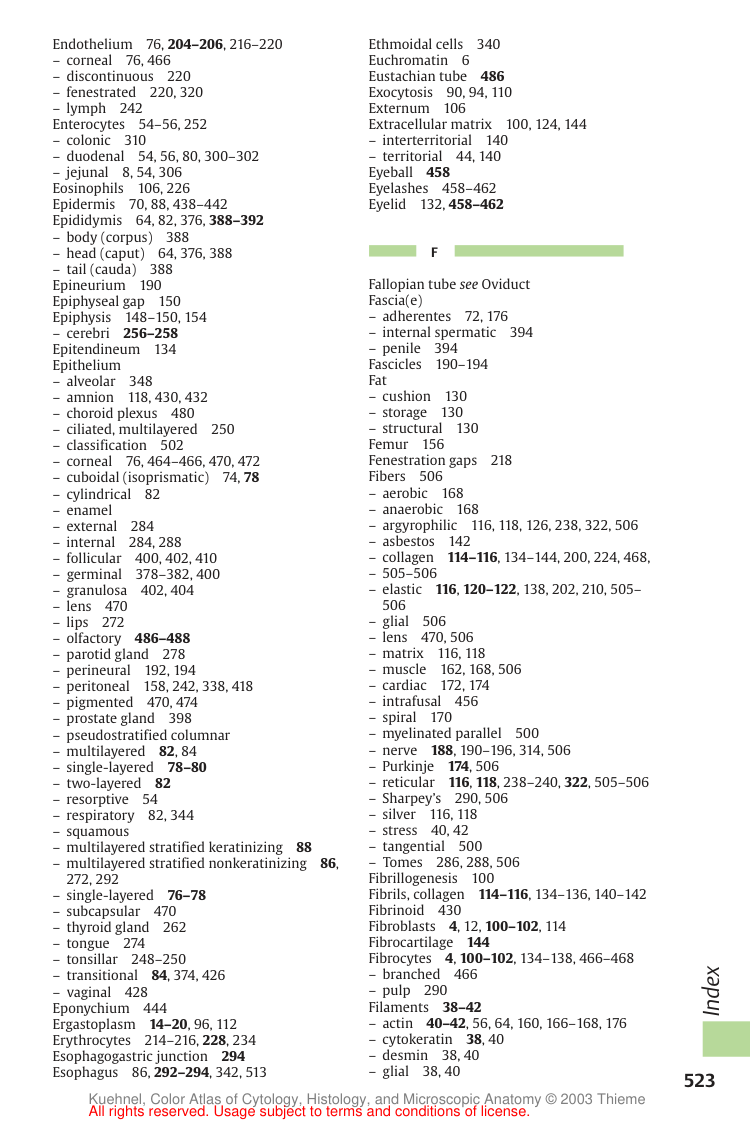 Endothelium 76, 204–206, 216–220
– corneal 76, 466
– discontinuous 220
– fenestrated 220, 320
– lymph 242
Enterocytes 54–56, 252
– colonic 310
– duodenal 54, 56, 80, 300–302
– jejunal 8, 54, 306
Eosinophils 106, 226
Epidermis 70, 88, 438–442
Epididymis 64, 82, 376, 388–392
– body (corpus) 388
– head (caput) 64, 376, 388
– tail (cauda) 388
Epineurium 190
Epiphyseal gap 150
Epiphysis 148–150, 154
– cerebri 256–258
Epitendineum 134
Epithelium
– alveolar 348
– amnion 118, 430, 432
– choroid plexus 480
– ciliated, multilayered 250
– classification 502
– corneal 76, 464–466, 470, 472
– cuboidal (isoprismatic) 74, 78
– cylindrical 82
– enamel
– external 284
– internal 284, 288
– follicular 400, 402, 410
– germinal 378–382, 400
– granulosa 402, 404
– lens 470
– lips 272
– olfactory 486–488
– parotid gland 278
– perineural 192, 194
– peritoneal 158, 242, 338, 418
– pigmented 470, 474
– prostate gland 398
– pseudostratified columnar
– multilayered 82, 84
– single-layered 78–80
– two-layered 82
– resorptive 54
– respiratory 82, 344
– squamous
– multilayered stratified keratinizing 88
– multilayered stratified nonkeratinizing 86,
272, 292
– single-layered 76–78
– subcapsular 470
– thyroid gland 262
– tongue 274
– tonsillar 248–250
– transitional 84, 374, 426
– vaginal 428
Eponychium 444
Ergastoplasm 14–20, 96, 112
Erythrocytes 214–216, 228, 234
Esophagogastric junction 294
Esophagus 86, 292–294, 342, 513
Ethmoidal cells 340
Euchromatin 6
Eustachian tube 486
Exocytosis 90, 94, 110
Externum 106
Extracellular matrix 100, 124, 144
– interterritorial 140
– territorial 44, 140
Eyeball 458
Eyelashes 458–462
Eyelid 132, 458–462
F
Fallopian tube see Oviduct
Fascia(e)
– adherentes 72, 176
– internal spermatic 394
– penile 394
Fascicles 190–194
Fat
– cushion 130
– storage 130
– structural 130
Femur 156
Fenestration gaps 218
Fibers 506
– aerobic 168
– anaerobic 168
– argyrophilic 116, 118, 126, 238, 322, 506
– asbestos 142
– collagen 114–116, 134–144, 200, 224, 468,
– 505–506
– elastic 116, 120–122, 138, 202, 210, 505–
506
– glial 506
– lens 470, 506
– matrix 116, 118
– muscle 162, 168, 506
– cardiac 172, 174
– intrafusal 456
– spiral 170
– myelinated parallel 500
– nerve 188, 190–196, 314, 506
– Purkinje 174, 506
– reticular 116, 118, 238–240, 322, 505–506
– Sharpey's 290, 506
– silver 116, 118
– stress 40, 42
– tangential 500
– Tomes 286, 288, 506
Fibrillogenesis 100
Fibrils, collagen 114–116, 134–136, 140–142
Fibrinoid 430
Fibroblasts 4, 12, 100–102, 114
Fibrocartilage 144
Fibrocytes 4, 100–102, 134–138, 466–468
– branched 466
– pulp 290
Filaments 38–42
– actin 40–42, 56, 64, 160, 166–168, 176
– cytokeratin 38, 40
– desmin 38, 40
– glial 38, 40
Index
523
Kuehnel, Color Atlas of Cytology, Histology, and Microscopic Anatomy © 2003 Thieme
All rights reserved. Usage subject to terms and conditions of license.